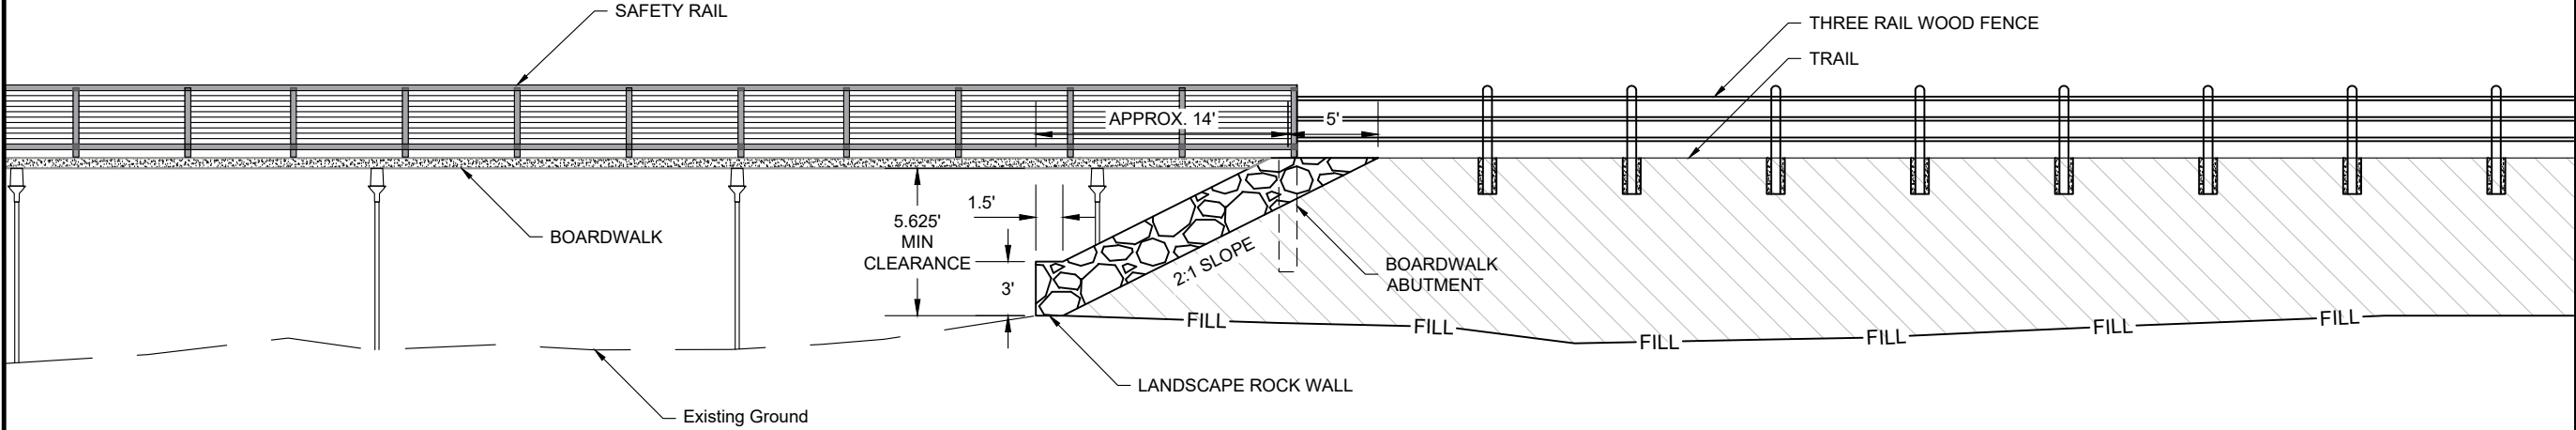 SAFETY RAIL
THREE RAIL WOOD FENCE
TRAIL
APPROX. 14'
5'
1.5'
5.625'
MIN
CLEARANCE
3'
BOARDWALK
2:1 SLOPE
BOARDWALK
ABUTMENT
FILL
FILL
FILL
FILL
FILL
FILL
LANDSCAPE ROCK WALL
Existing Ground